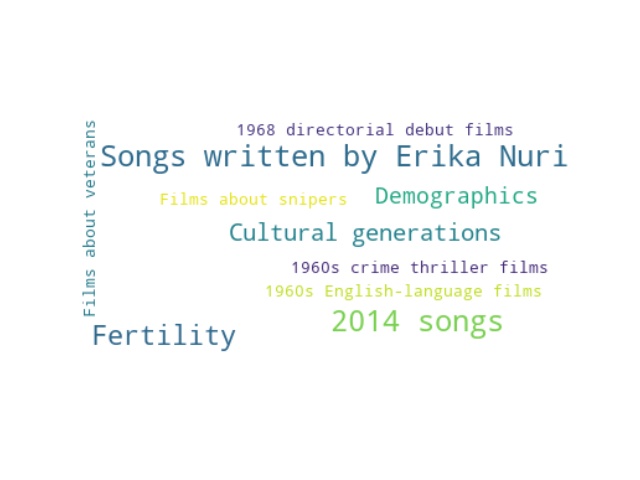 1968 directorial debut films
Songs written by Erika Nuri
Films about veterans
Films about snipers
Demographics
Cultural generations
1960s crime thriller films
1960s English-language films
2014 songs
Fertility